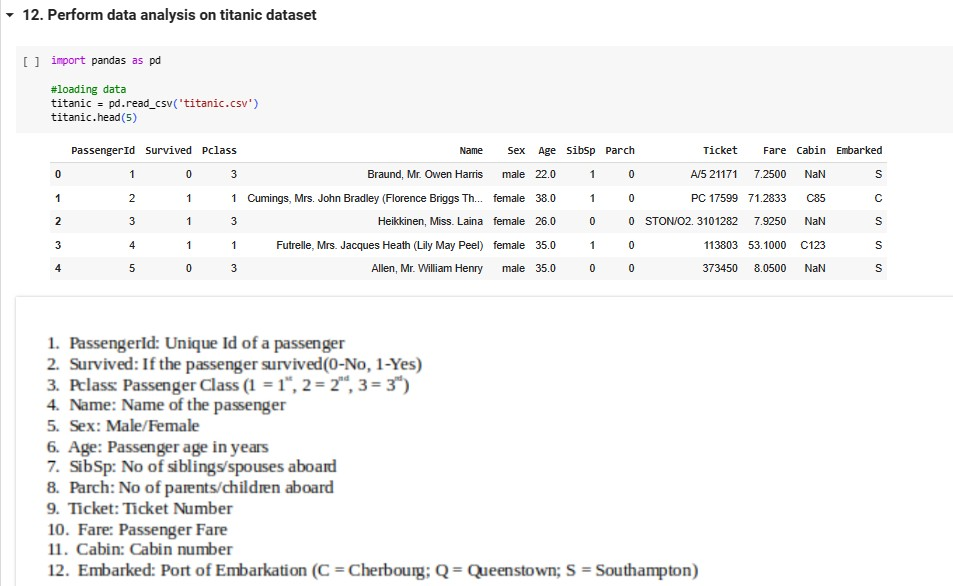 12. Perform data analysis on titanic dataset
[ ] import pandas as pd
#loading data
titanic = pd.read_csv('titanic.csv')
titanic.head(5)
PassengerId Survived Pclass Name Sex Age SibSp Parch Ticket Fare Cabin Embarked
0 1 0 3 Braund, Mr. Owen Harris male 22.0 1 0 A/5 21171 7.2500 NaN S
1 2 1 1 Cumings, Mrs. John Bradley (Florence Briggs Th... female 38.0 1 0 PC 17599 71.2833 C85 C
2 3 1 3 Heikkinen, Miss. Laina female 26.0 0 0 STON/O2. 3101282 7.9250 NaN S
3 4 1 1 Futrelle, Mrs. Jacques Heath (Lily May Peel) female 35.0 1 0 113803 53.1000 C123 S
4 5 0 3 Allen, Mr. William Henry male 35.0 0 0 373450 8.0500 NaN S
1. PassengerId: Unique Id of a passenger
2. Survived: If the passenger survived(0-No, 1-Yes)
3. Pclass: Passenger Class (1 = 1st, 2 = 2nd, 3 = 3rd)
4. Name: Name of the passenger
5. Sex: Male/Female
6. Age: Passenger age in years
7. SibSp: No of siblings/spouses aboard
8. Parch: No of parents/children aboard
9. Ticket: Ticket Number
10. Fare: Passenger Fare
11. Cabin: Cabin number
12. Embarked: Port of Embarkation (C = Cherbourg; Q = Queenstown; S = Southampton)